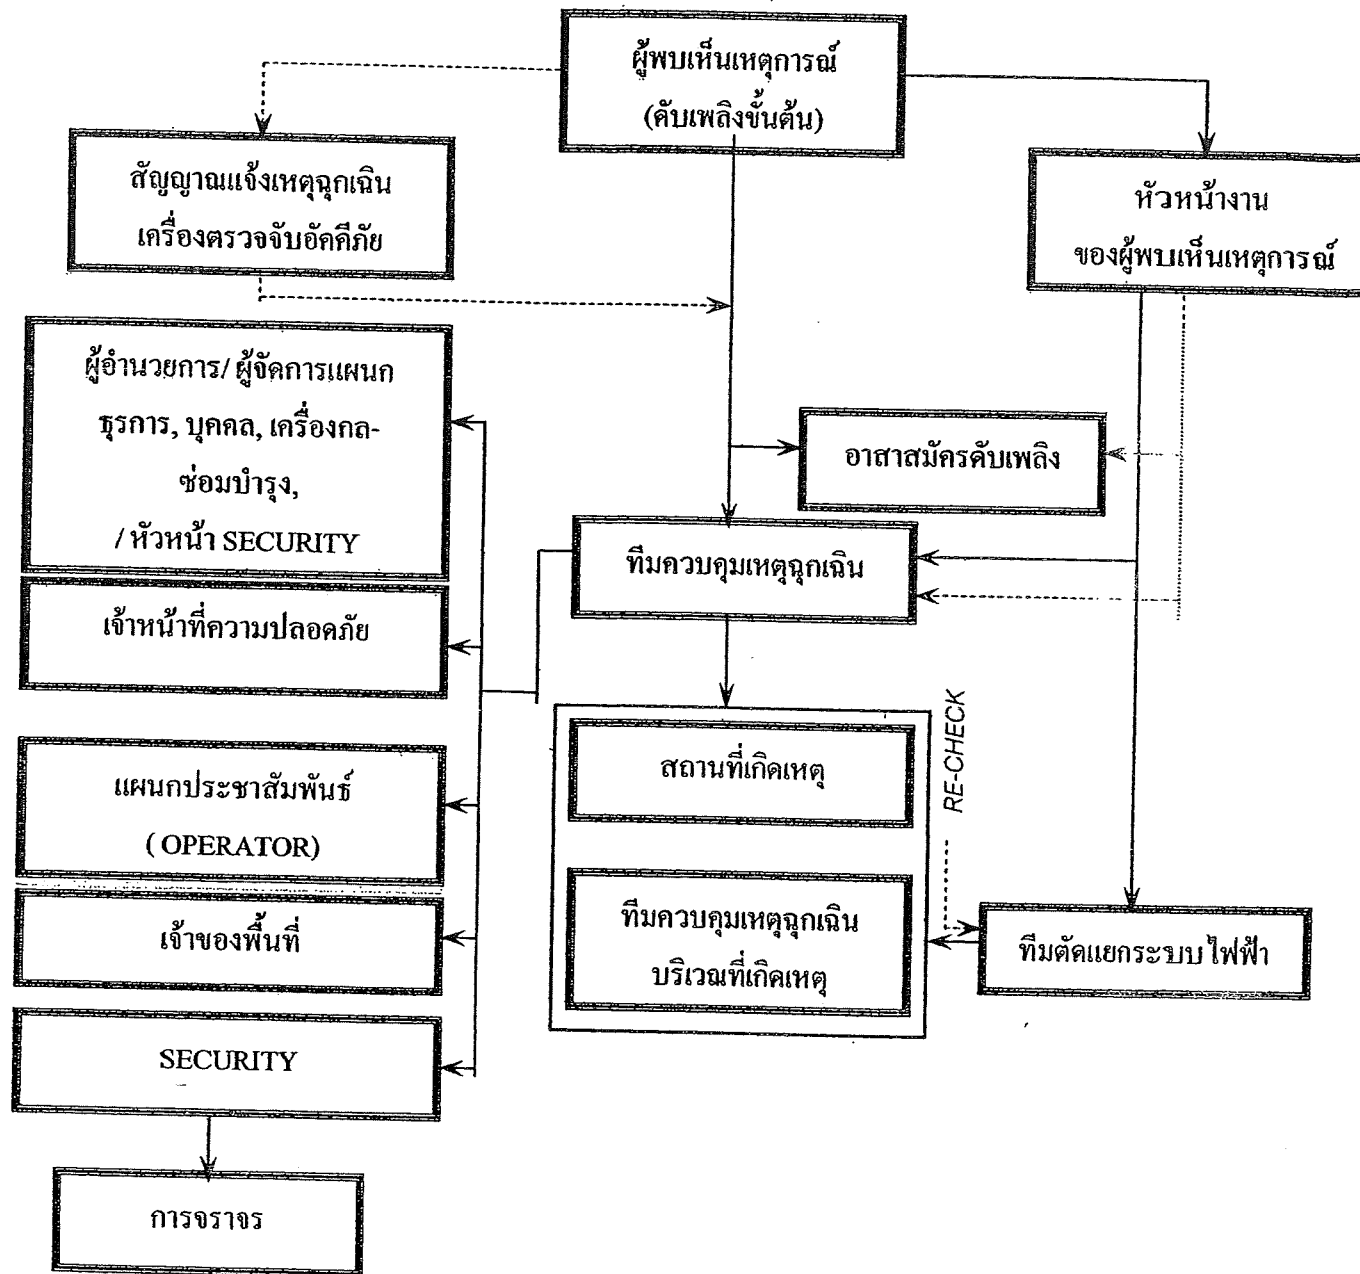 ผู้พบเห็นเหตุการณ์
(ดับเพลิงขั้นต้น)
สัญญาณแจ้งเหตุฉุกเฉิน
เครื่องตรวจจับอัคคีภัย
หัวหน้างาน
ของผู้พบเห็นเหตุการณ์
ผู้อำนวยการ/ ผู้จัดการแผนก
ธุรการ, บุคคล, เครื่องกล-
ซ่อมบำรุง,
/ หัวหน้า SECURITY
อาสาสมัครดับเพลิง
ทีมควบคุมเหตุฉุกเฉิน
เจ้าหน้าที่ความปลอดภัย
สถานที่เกิดเหตุ
RE-CHECK
แผนกประชาสัมพันธ์
( OPERATOR)
ทีมควบคุมเหตุฉุกเฉิน
บริเวณที่เกิดเหตุ
ทีมตัดแยกระบบไฟฟ้า
เจ้าของพื้นที่
SECURITY
การจราจร